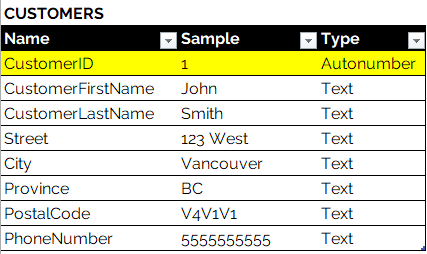 CUSTOMERS
Name Sample Type
CustomerID 1 Autonumber
CustomerFirstName John Text
CustomerLastName Smith Text
Street 123 West Text
City Vancouver Text
Province BC Text
PostalCode V4V1V1 Text
PhoneNumber 5555555555 Text